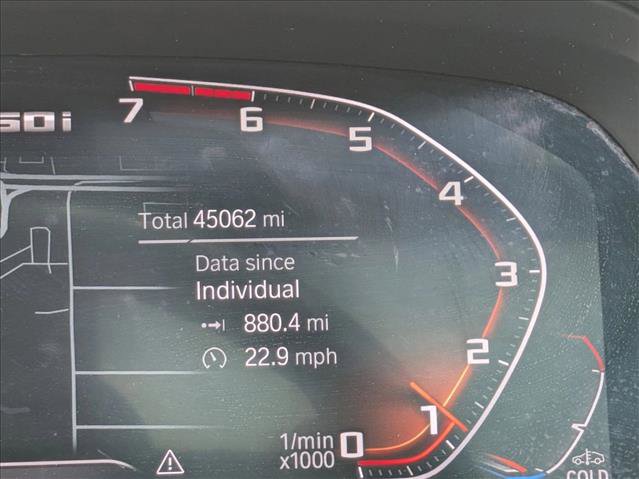 50i
7
6
5
4
3
2
1
0
Total 45062 mi
Data since
Individual
880.4 mi
22.9 mph
1/min
x1000
COLD